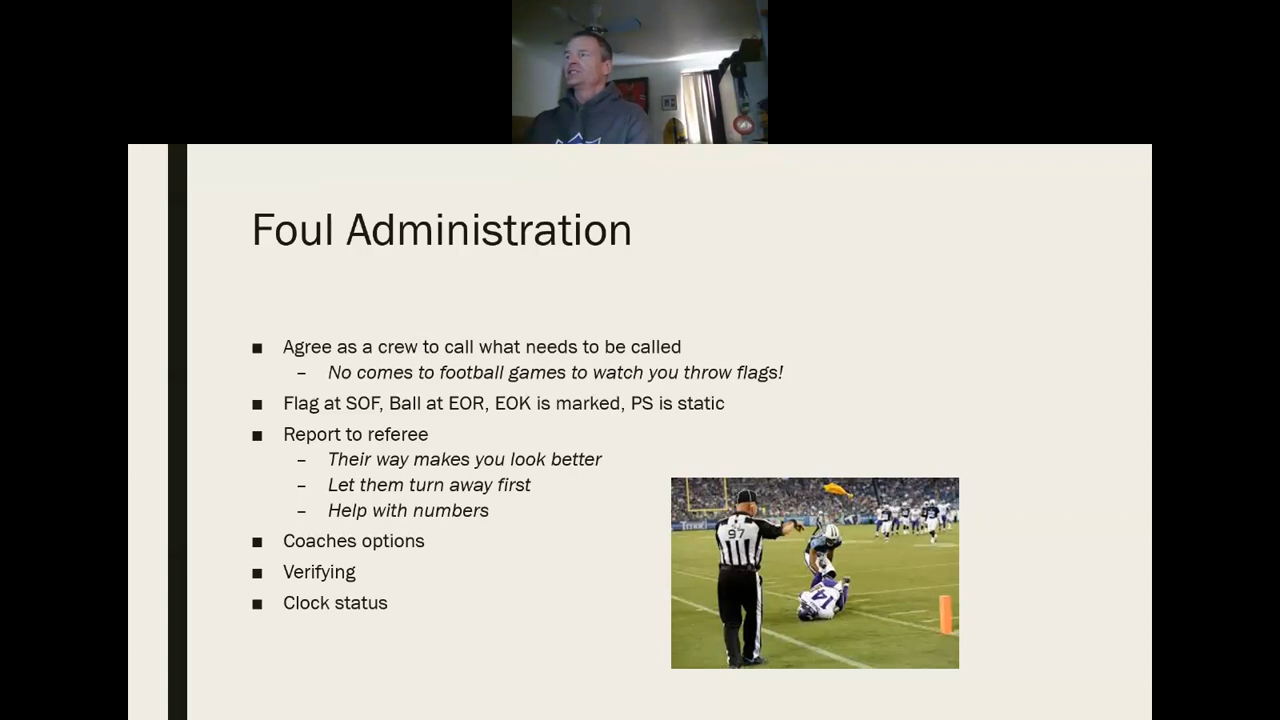 Foul Administration
Agree as a crew to call what needs to be called
– No comes to football games to watch you throw flags!
Flag at SOF, Ball at EOR, EOK is marked, PS is static
Report to referee
– Their way makes you look better
– Let them turn away first
– Help with numbers
Coaches options
Verifying
Clock status
97
14